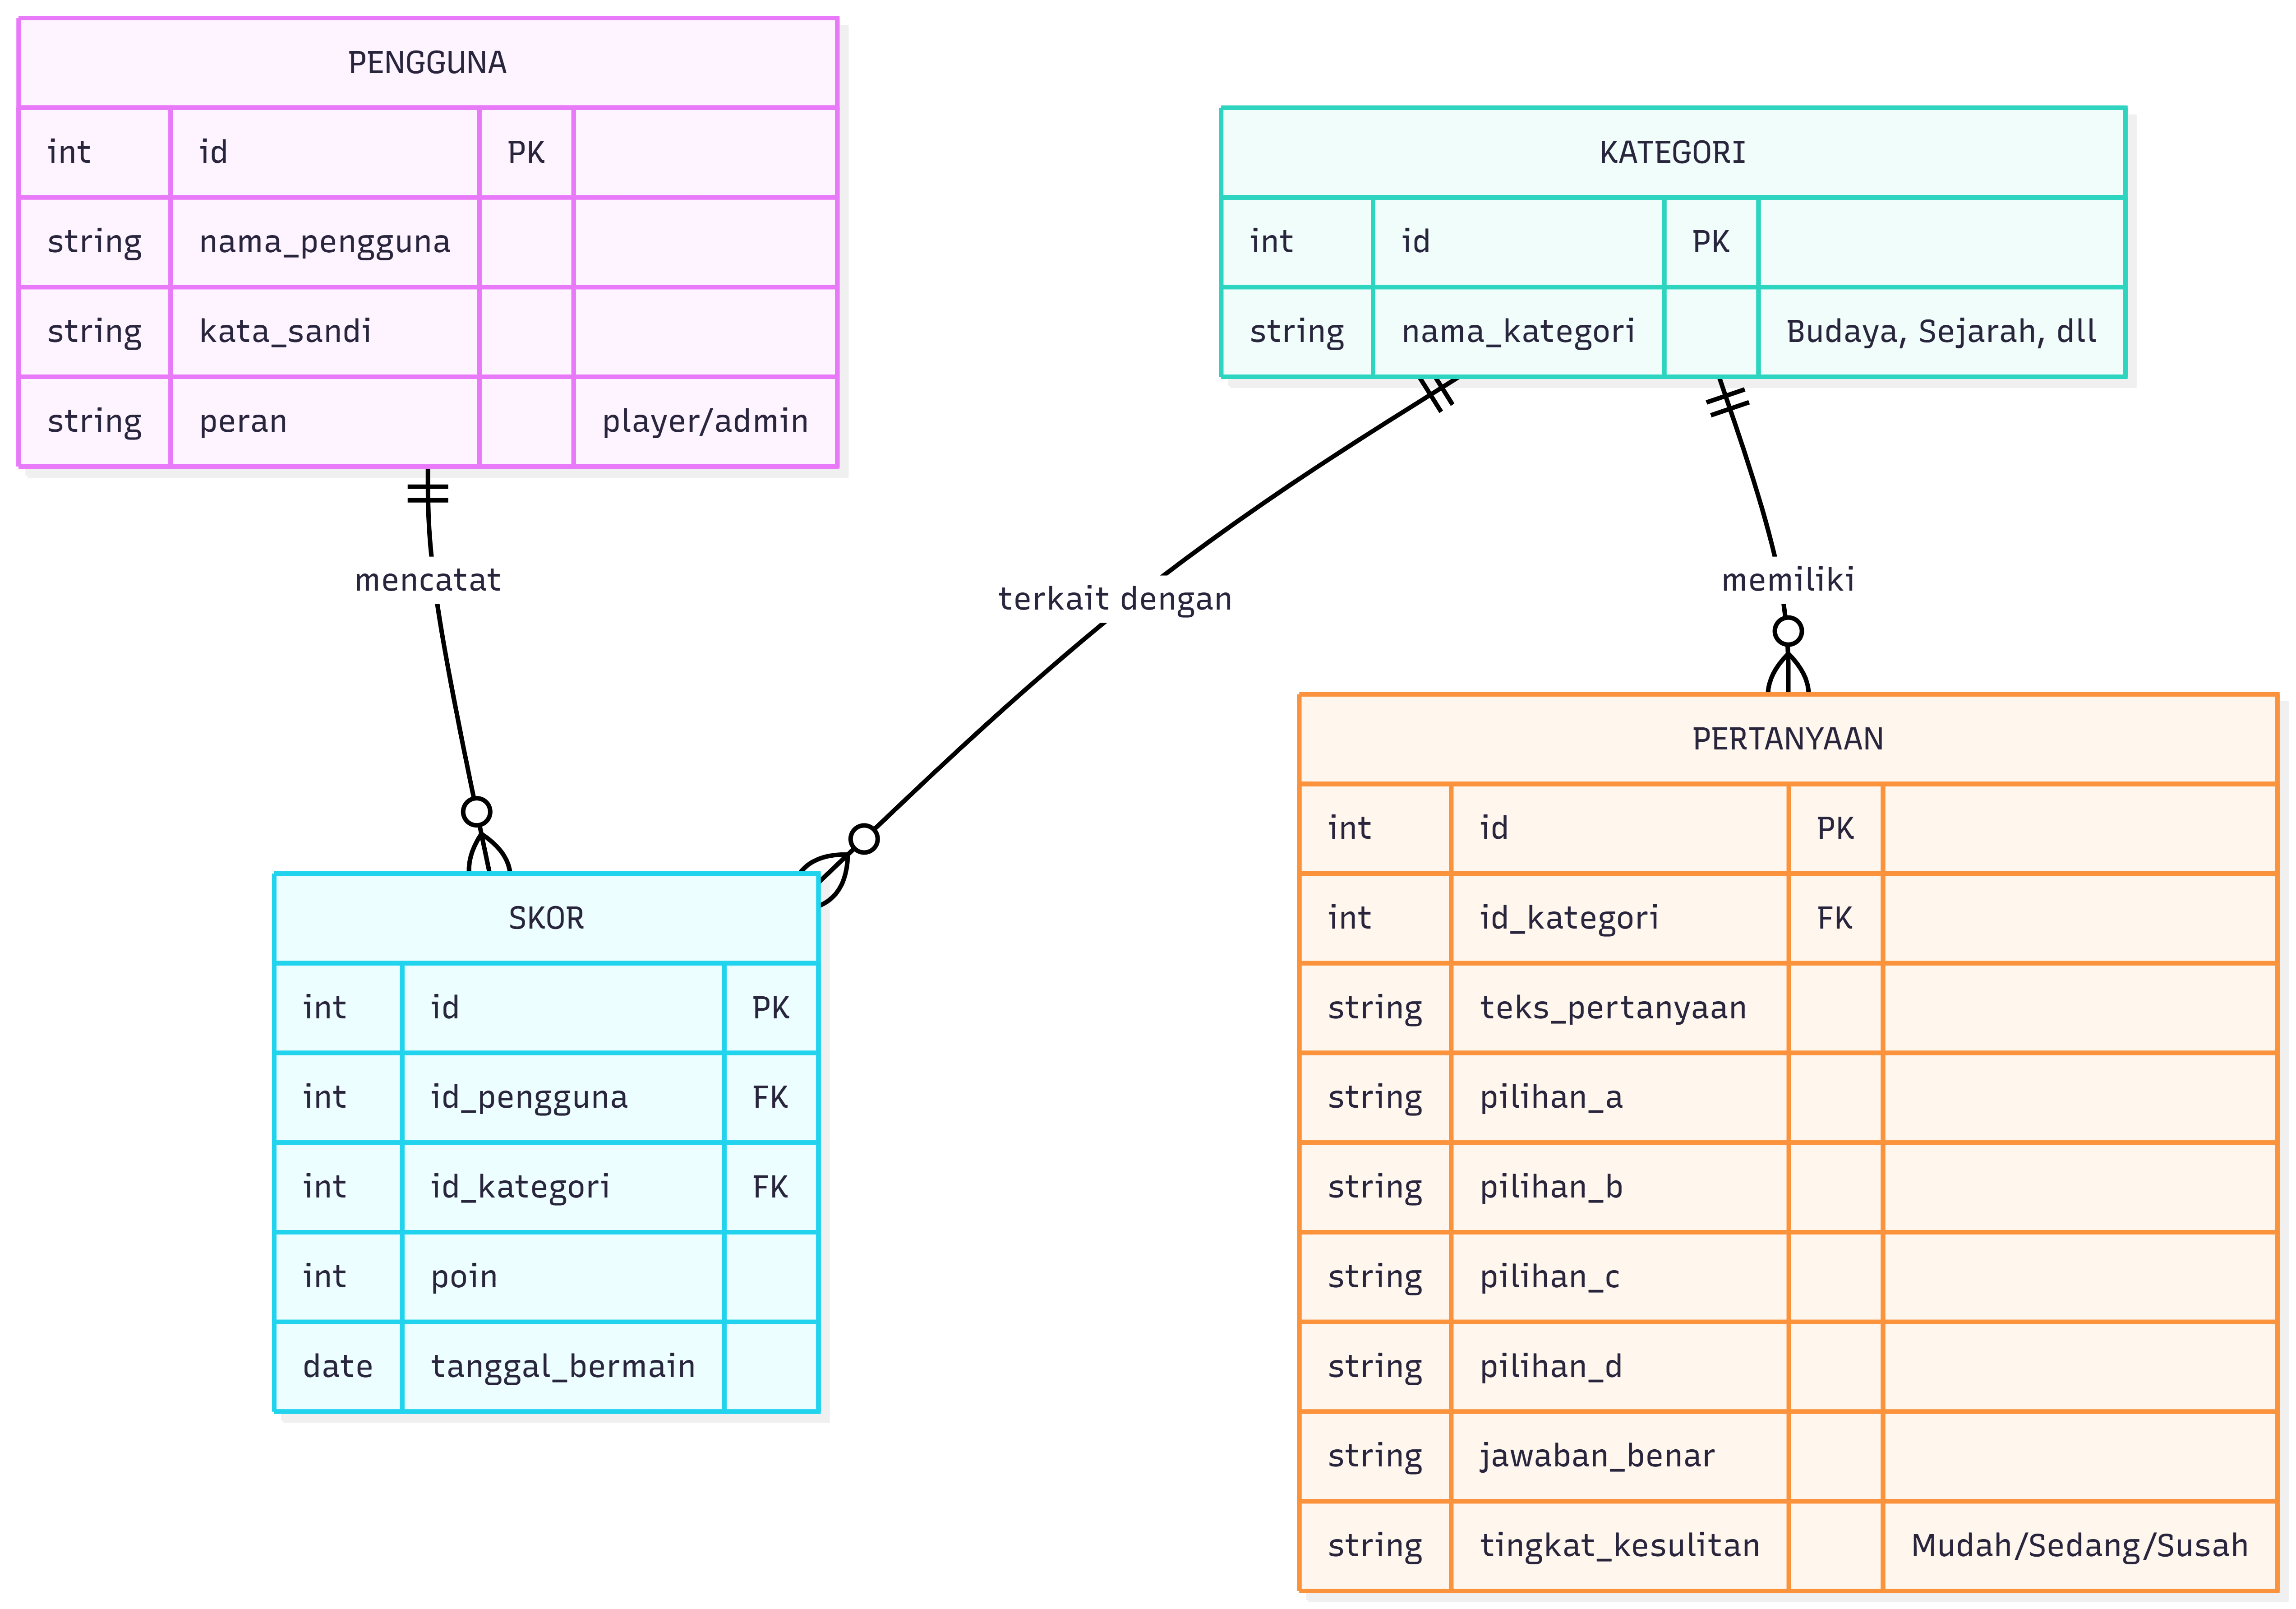 PENGGUNA
int id PK
string nama_pengguna
string kata_sandi
string peran player/admin
KATEGORI
int id PK
string nama_kategori Budaya, Sejarah, dll
mencatat
terkait dengan
memiliki
SKOR
int id PK
int id_pengguna FK
int id_kategori FK
int poin
date tanggal_bermain
PERTANYAAN
int id PK
int id_kategori FK
string teks_pertanyaan
string pilihan_a
string pilihan_b
string pilihan_c
string pilihan_d
string jawaban_benar
string tingkat_kesulitan Mudah/Sedang/Susah